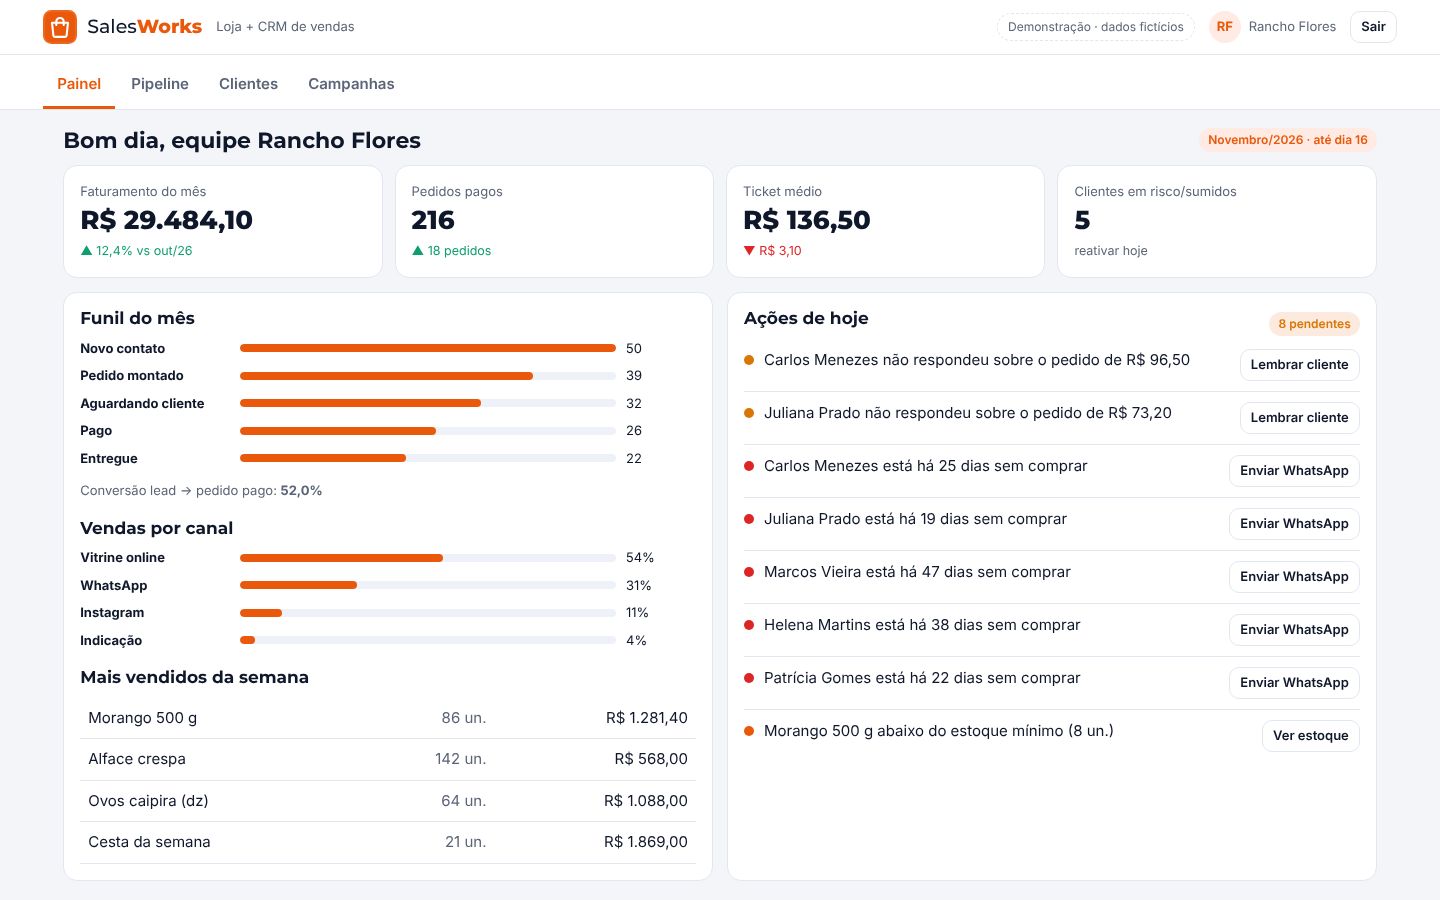 SalesWorks Loja + CRM de vendas Demonstração · dados fictícios RF Rancho Flores Sair
Painel Pipeline Clientes Campanhas
Bom dia, equipe Rancho Flores Novembro/2026 · até dia 16
Faturamento do mês
R$ 29.484,10
▲ 12,4% vs out/26
Pedidos pagos
216
▲ 18 pedidos
Ticket médio
R$ 136,50
▼ R$ 3,10
Clientes em risco/sumidos
5
reativar hoje
Funil do mês
Novo contato 50
Pedido montado 39
Aguardando cliente 32
Pago 26
Entregue 22
Conversão lead → pedido pago: 52,0%
Vendas por canal
Vitrine online 54%
WhatsApp 31%
Instagram 11%
Indicação 4%
Mais vendidos da semana
Morango 500 g 86 un. R$ 1.281,40
Alface crespa 142 un. R$ 568,00
Ovos caipira (dz) 64 un. R$ 1.088,00
Cesta da semana 21 un. R$ 1.869,00
Ações de hoje 8 pendentes
Carlos Menezes não respondeu sobre o pedido de R$ 96,50 Lembrar cliente
Juliana Prado não respondeu sobre o pedido de R$ 73,20 Lembrar cliente
Carlos Menezes está há 25 dias sem comprar Enviar WhatsApp
Juliana Prado está há 19 dias sem comprar Enviar WhatsApp
Marcos Vieira está há 47 dias sem comprar Enviar WhatsApp
Helena Martins está há 38 dias sem comprar Enviar WhatsApp
Patrícia Gomes está há 22 dias sem comprar Enviar WhatsApp
Morango 500 g abaixo do estoque mínimo (8 un.) Ver estoque